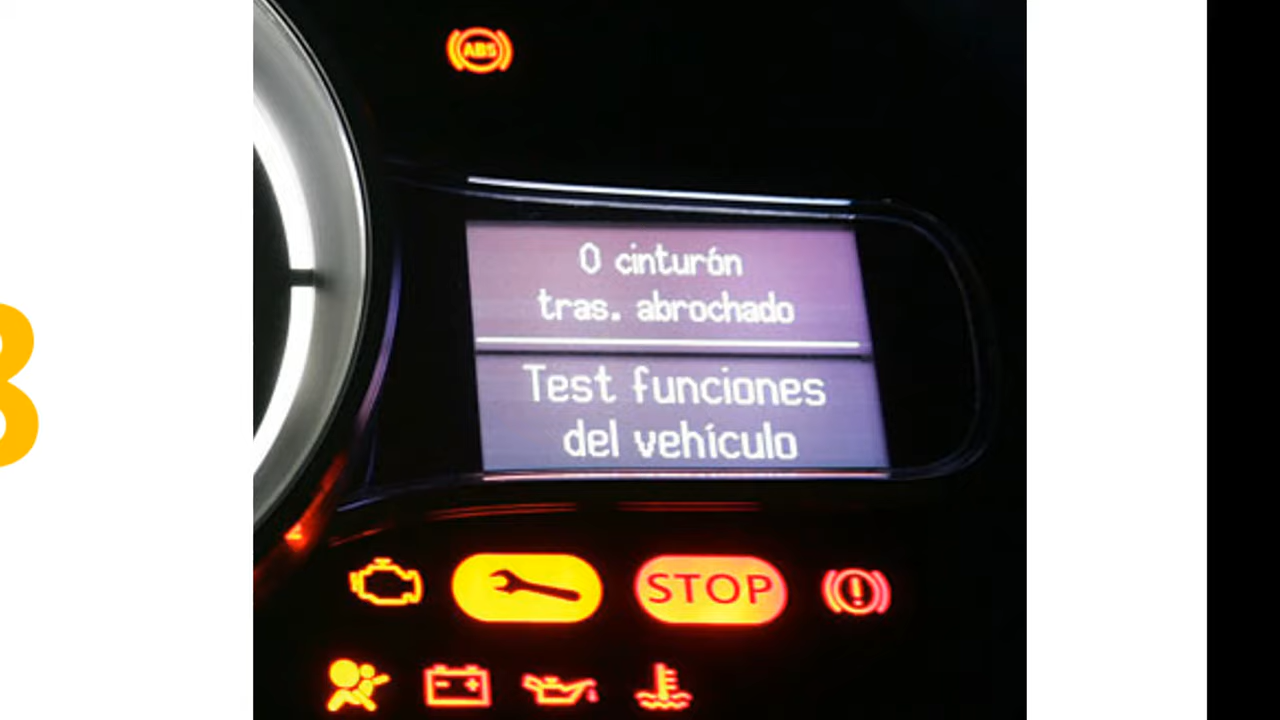 ABS
0 cinturón
tras. abrochado
Test funciones
del vehículo
STOP